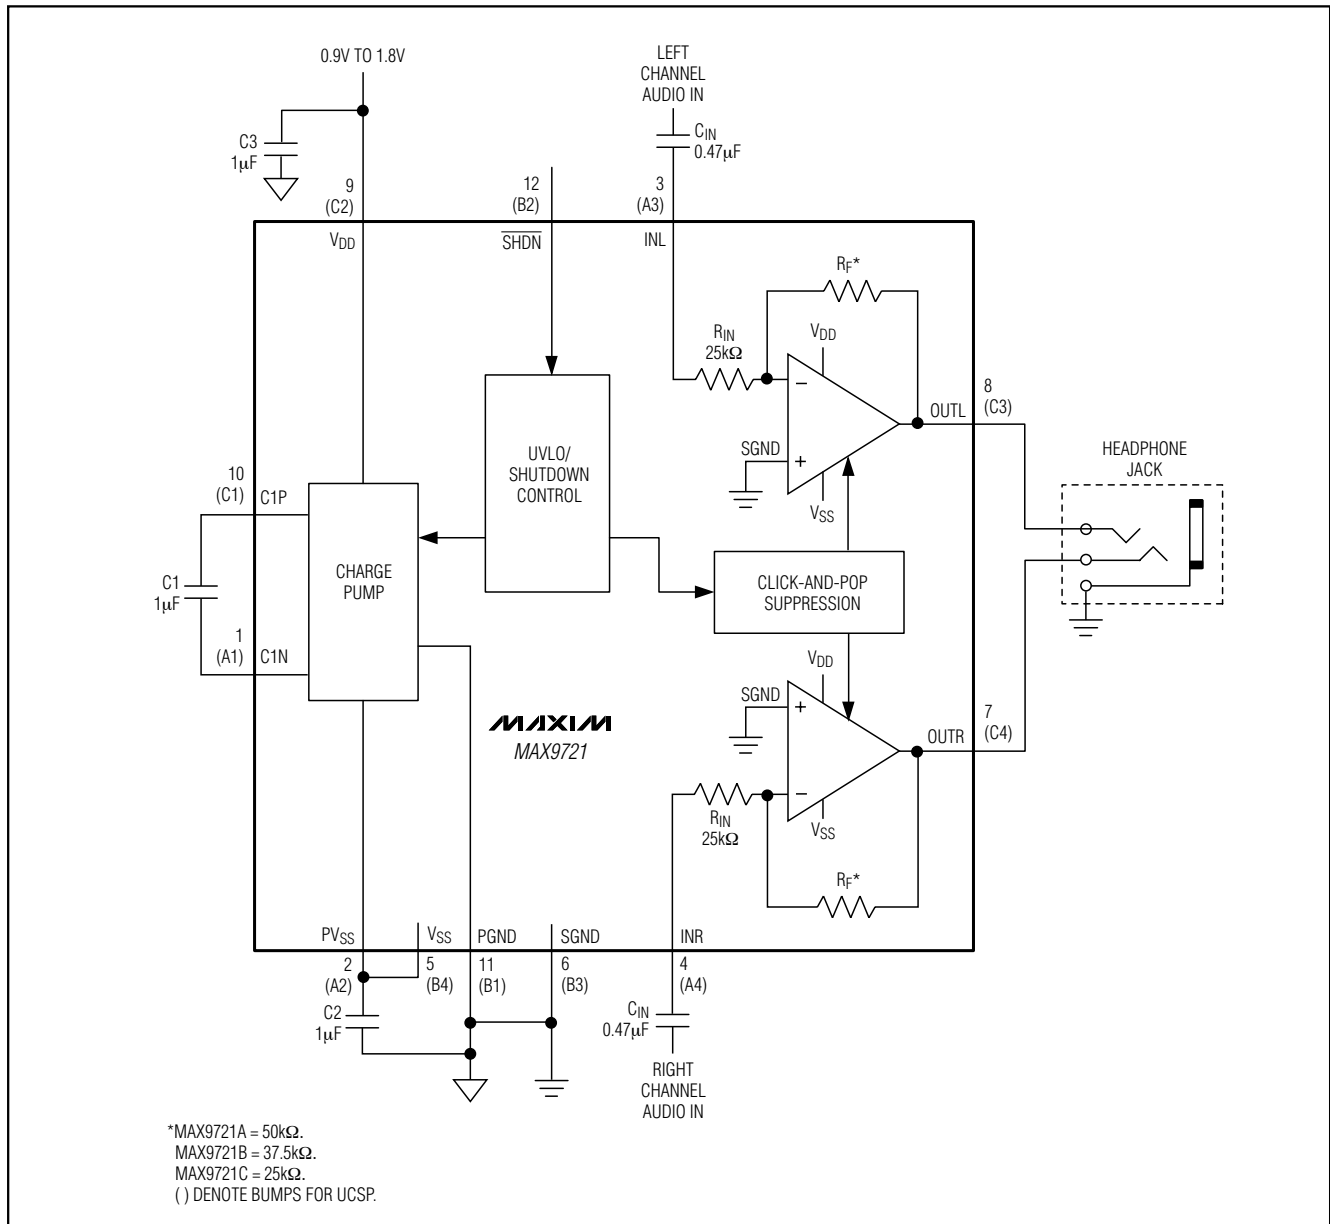 0.9V TO 1.8V
LEFT
CHANNEL
AUDIO IN
C3
1μF
CIN
0.47μF
9
(C2)
12
(B2)
3
(A3)
VDD
SHDN
INL
RF*
RIN
25kΩ
VDD
−
SGND
+
VSS
OUTL
8
(C3)
HEADPHONE
JACK
UVLO/
SHUTDOWN
CONTROL
10
(C1)
C1P
CHARGE
PUMP
C1
1μF
CLICK-AND-POP
SUPPRESSION
1
(A1)
C1N
VDD
SGND
+
−
VSS
OUTR
7
(C4)
MAXIM
MAX9721
RIN
25kΩ
RF*
PVSS
VSS
PGND
SGND
INR
2
(A2)
5
(B4)
11
(B1)
6
(B3)
4
(A4)
C2
1μF
CIN
0.47μF
RIGHT
CHANNEL
AUDIO IN
*MAX9721A = 50kΩ.
MAX9721B = 37.5kΩ.
MAX9721C = 25kΩ.
( ) DENOTE BUMPS FOR UCSP.